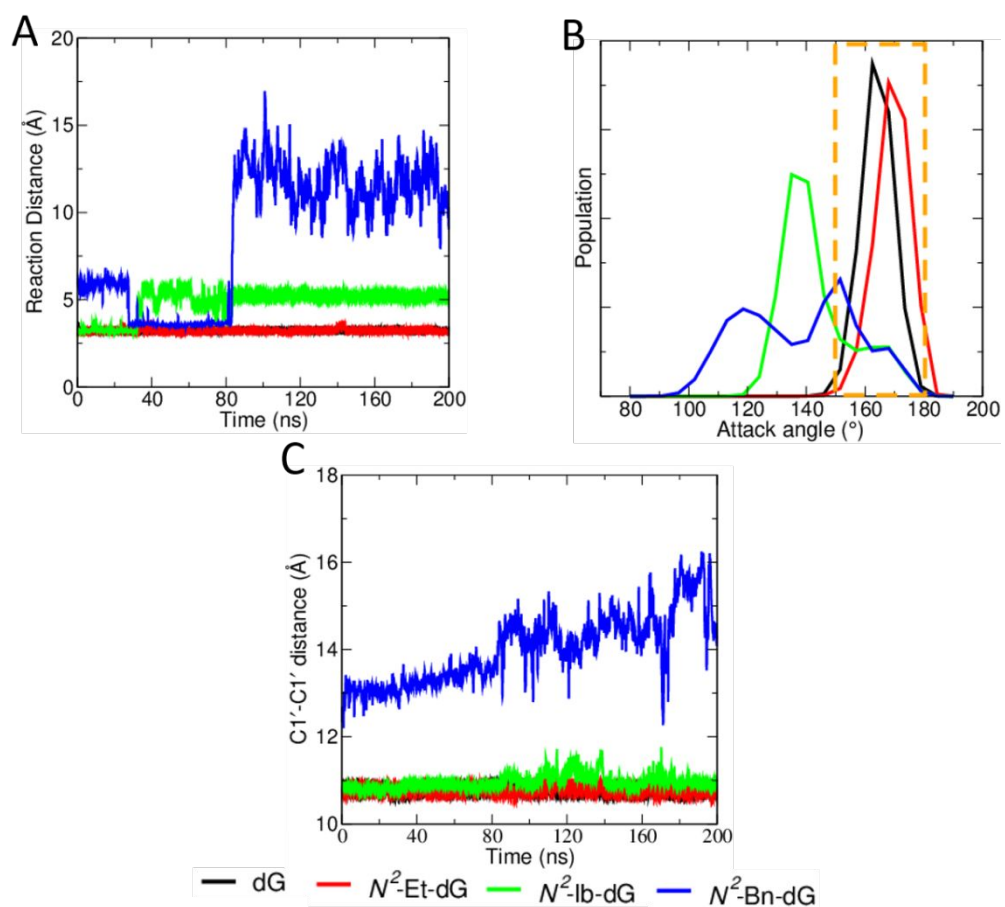 A
B
20
15
10
5
0
Reaction Distance (Å)
0 40 80 120 160 200
Time (ns)
Population
80 100 120 140 160 180 200
Attack angle (°)
C
18
16
14
12
10
C1′-C1′ distance (Å)
0 40 80 120 160 200
Time (ns)
dG N²-Et-dG N²-Ib-dG N²-Bn-dG